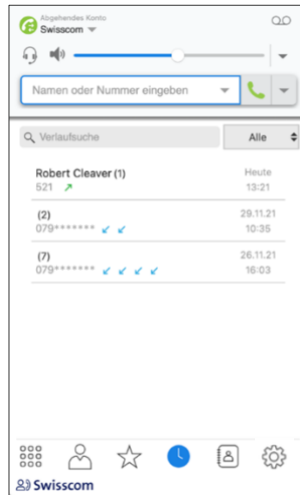 Abgehendes Konto
Swisscom
Namen oder Nummer eingeben
Verlaufsuche
Alle
Robert Cleaver (1)
Heute
521
13:21
(2)
29.11.21
079*******
10:35
(7)
26.11.21
079*******
16:03
Swisscom